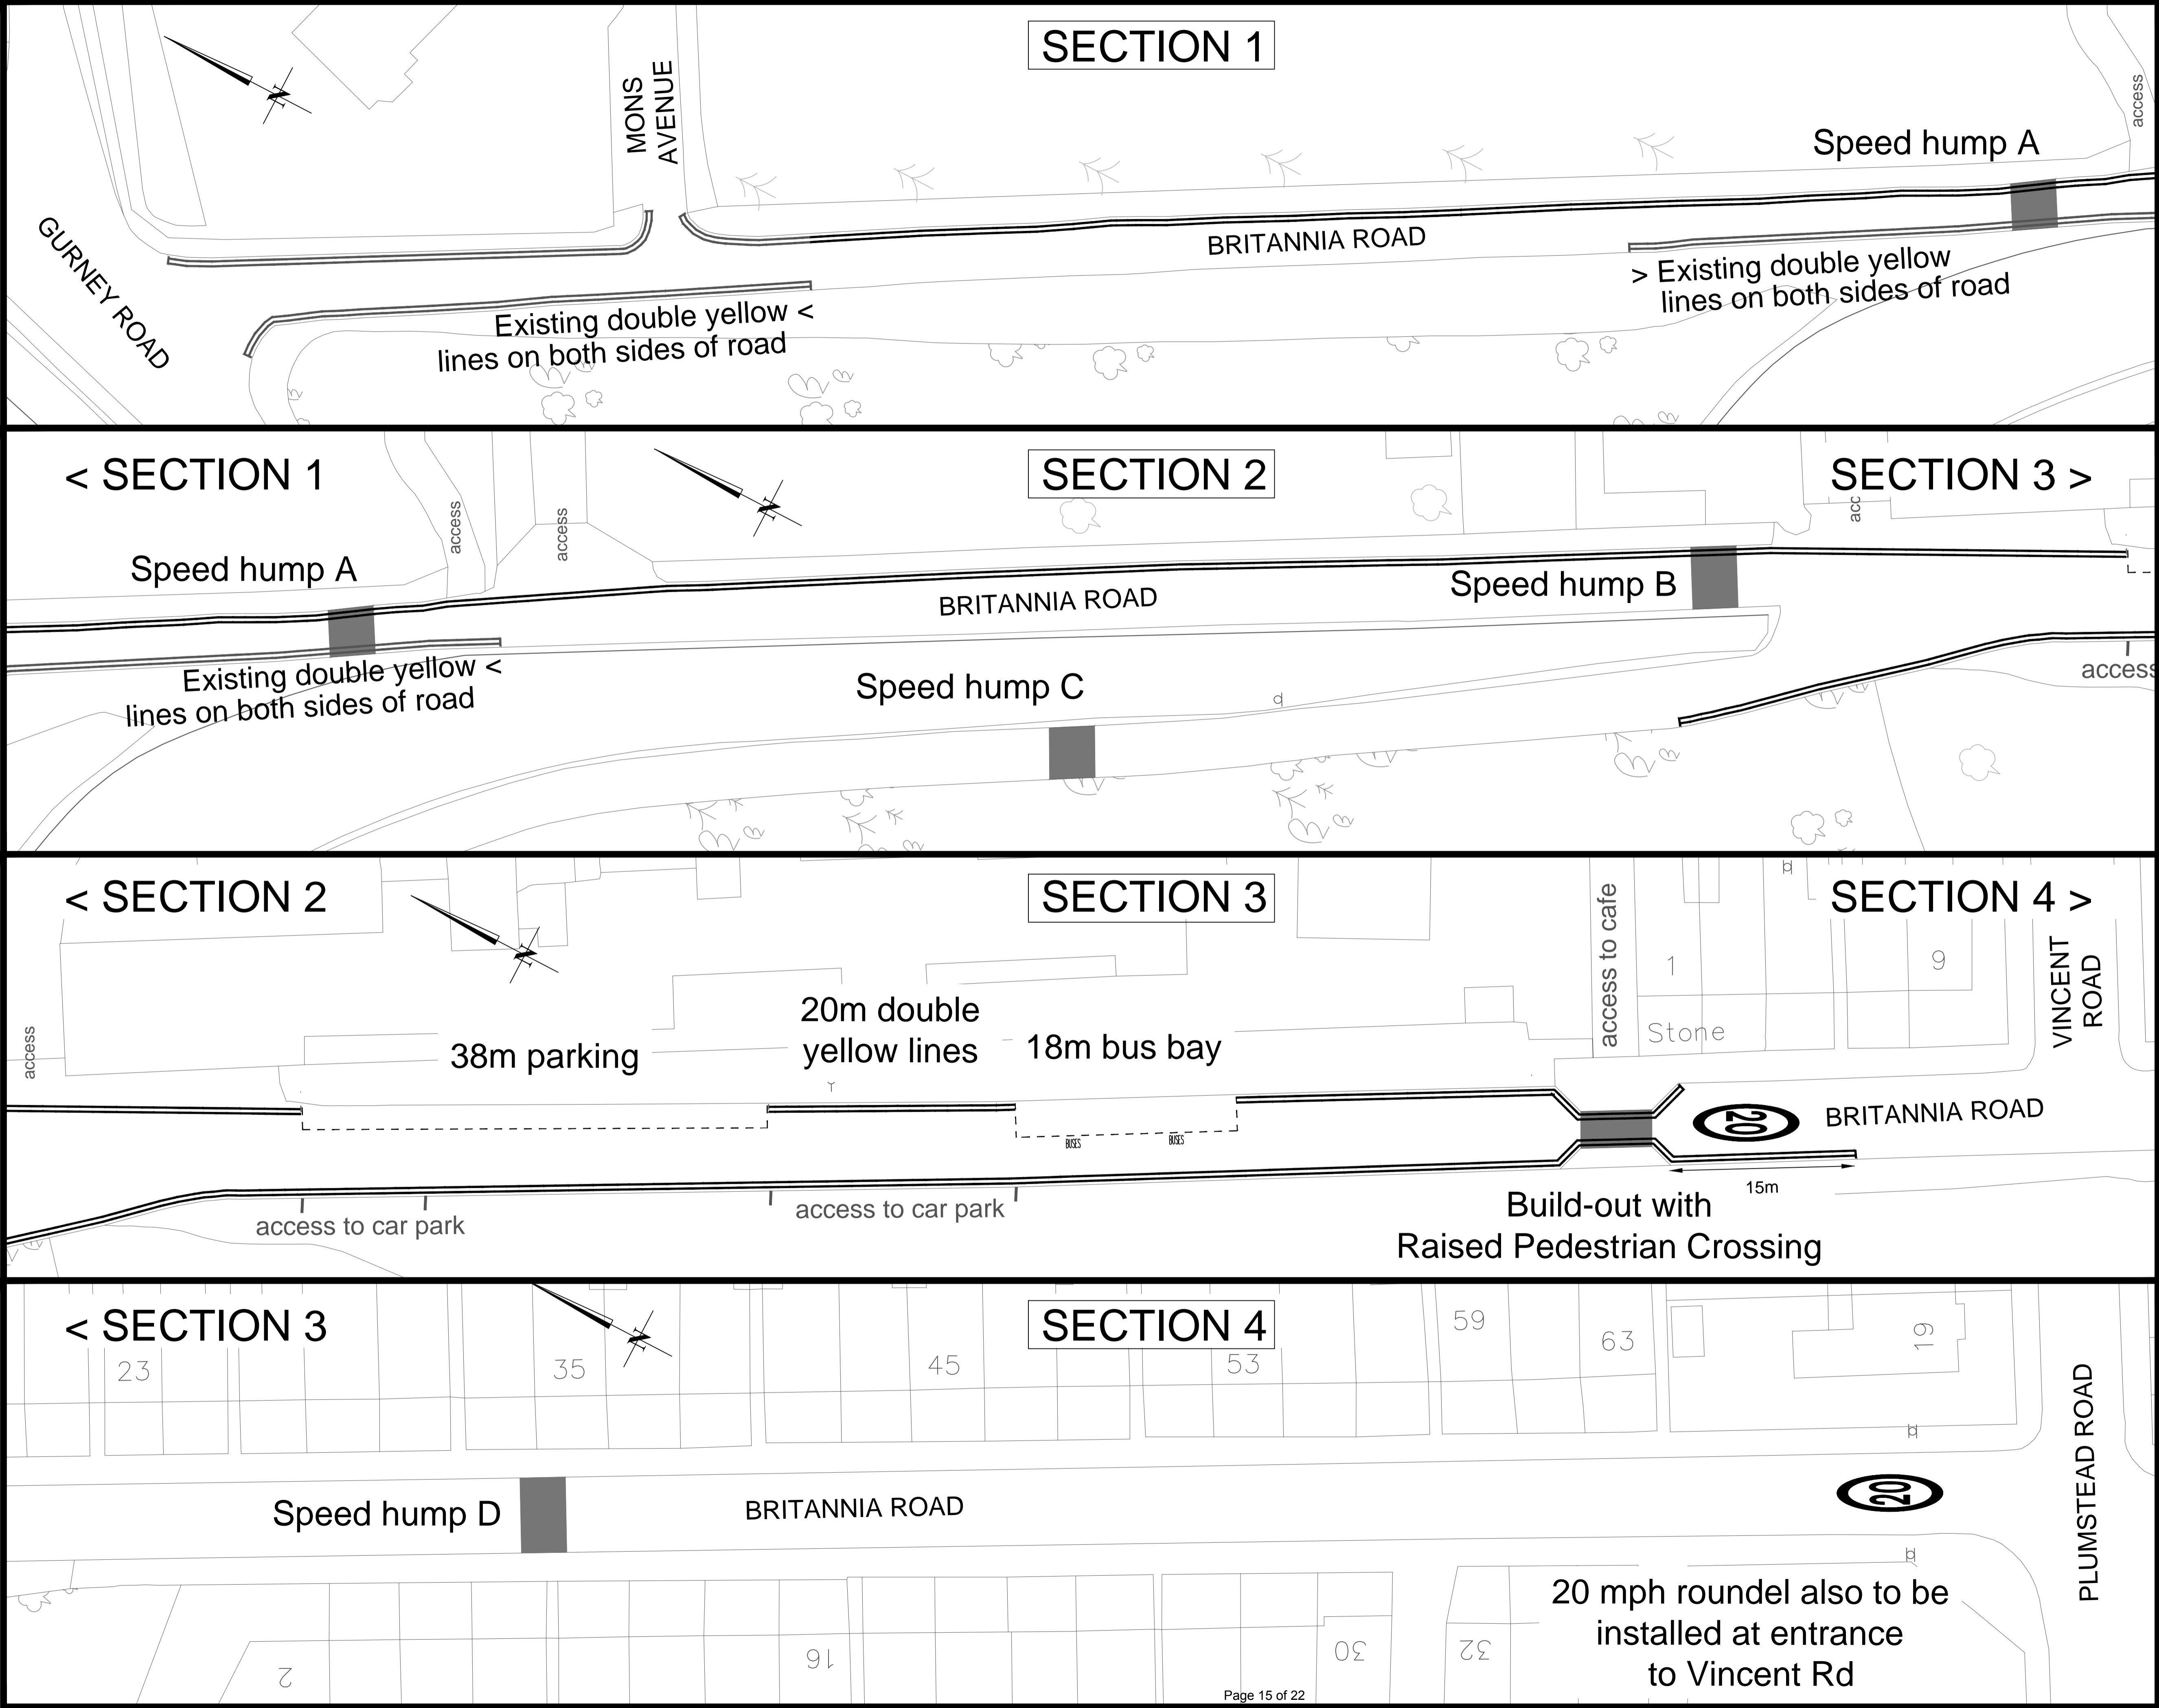 SECTION 1
N
MONS
AVENUE
access
Speed hump A
GURNEY ROAD
BRITANNIA ROAD
> Existing double yellow
lines on both sides of road
Existing double yellow <
lines on both sides of road
< SECTION 1
SECTION 2
SECTION 3 >
N
access
access
acc
Speed hump A
Speed hump B
BRITANNIA ROAD
Existing double yellow <
lines on both sides of road
Speed hump C
access
< SECTION 2
SECTION 3
SECTION 4 >
N
access to cafe
1
9
VINCENT
ROAD
access
38m parking
20m double
yellow lines
18m bus bay
Stone
BUSES
BUSES
20
BRITANNIA ROAD
15m
access to car park
access to car park
Build-out with
Raised Pedestrian Crossing
< SECTION 3
SECTION 4
N
23
35
45
53
59
63
19
PLUMSTEAD ROAD
Speed hump D
BRITANNIA ROAD
20
2
16
30
32
20 mph roundel also to be
installed at entrance
to Vincent Rd
Page 15 of 22